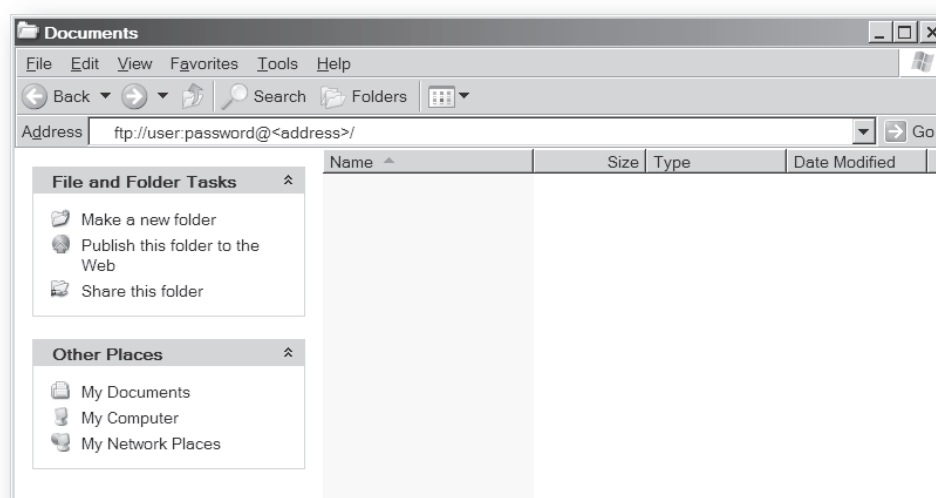 Documents
File Edit View Favorites Tools Help
Back Search Folders
Address ftp://user:password@<address>/ Go
Name Size Type Date Modified
File and Folder Tasks
Make a new folder
Publish this folder to the
Web
Share this folder
Other Places
My Documents
My Computer
My Network Places